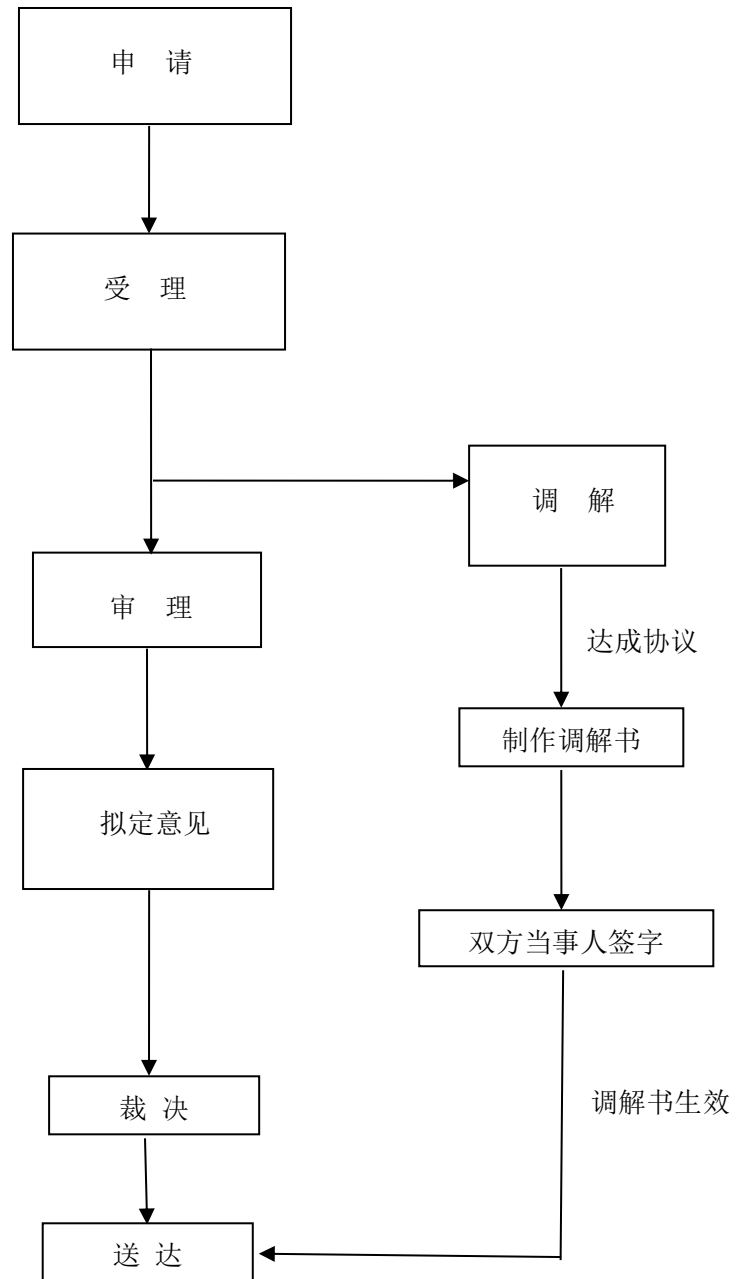 申 请
受 理
调 解
审 理
达成协议
制作调解书
拟定意见
双方当事人签字
裁 决
调解书生效
送 达